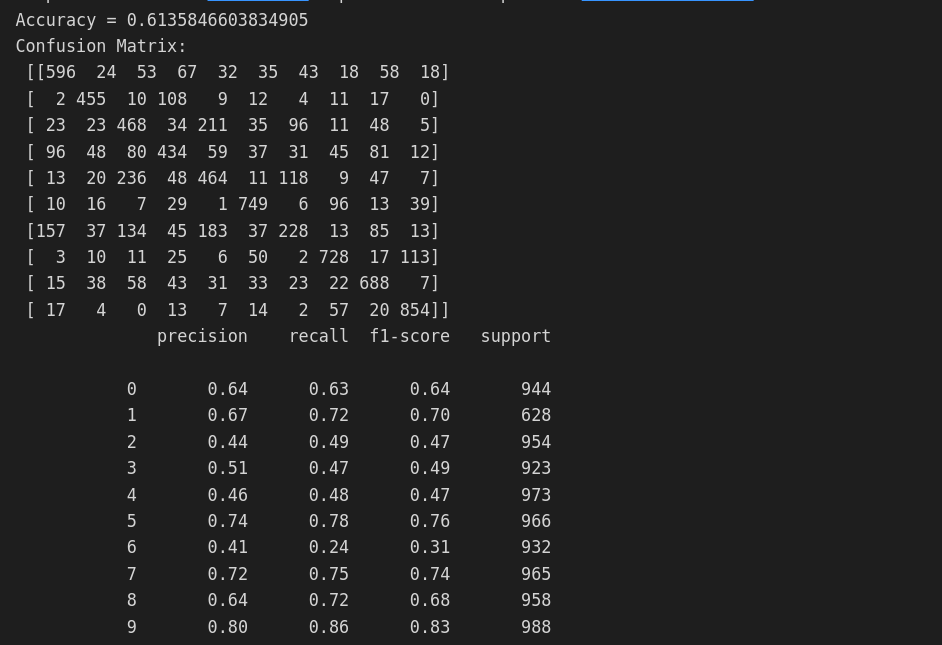 Accuracy = 0.6135846603834905
Confusion Matrix:
[[596 24 53 67 32 35 43 18 58 18]
[ 2 455 10 108 9 12 4 11 17 0]
[ 23 23 468 34 211 35 96 11 48 5]
[ 96 48 80 434 59 37 31 45 81 12]
[ 13 20 236 48 464 11 118 9 47 7]
[ 10 16 7 29 1 749 6 96 13 39]
[157 37 134 45 183 37 228 13 85 13]
[ 3 10 11 25 6 50 2 728 17 113]
[ 15 38 58 43 31 33 23 22 688 7]
[ 17 4 0 13 7 14 2 57 20 854]]
precision recall f1-score support
0 0.64 0.63 0.64 944
1 0.67 0.72 0.70 628
2 0.44 0.49 0.47 954
3 0.51 0.47 0.49 923
4 0.46 0.48 0.47 973
5 0.74 0.78 0.76 966
6 0.41 0.24 0.31 932
7 0.72 0.75 0.74 965
8 0.64 0.72 0.68 958
9 0.80 0.86 0.83 988